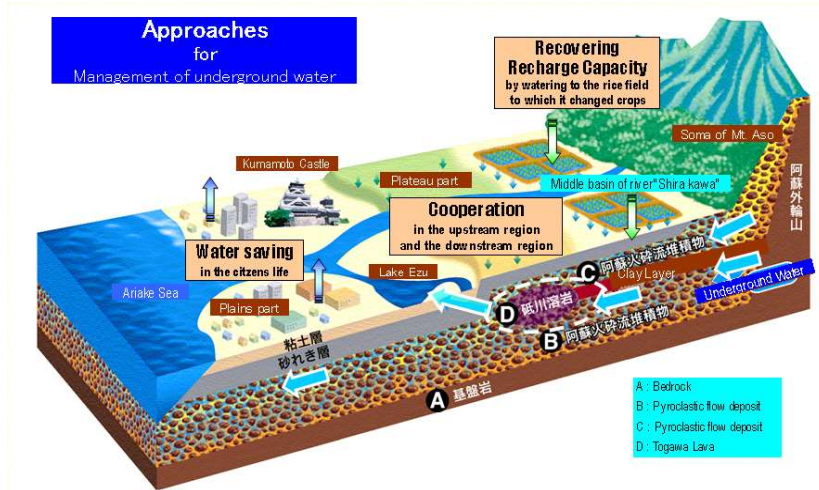 Approaches
for
Management of underground water
Recovering
Recharge Capacity
by watering to the rice field
to which it changed crops
Soma of Mt. Aso
阿蘇外輪山
Kumamoto Castle
Plateau part
Middle basin of river"Shira kawa"
Cooperation
in the upstream region
and the downstream region
Water saving
in the citzens life
Lake Ezu
Ariake Sea
Plains part
C
阿蘇火砕流堆積物
Clay Layer
Underground Water
D
砥川溶岩
B
阿蘇火砕流堆積物
粘土層
砂れき層
A
基盤岩
A : Bedrock
B : Pyroclastic flow deposit
C : Pyroclastic flow deposit
D : Togawa Lava